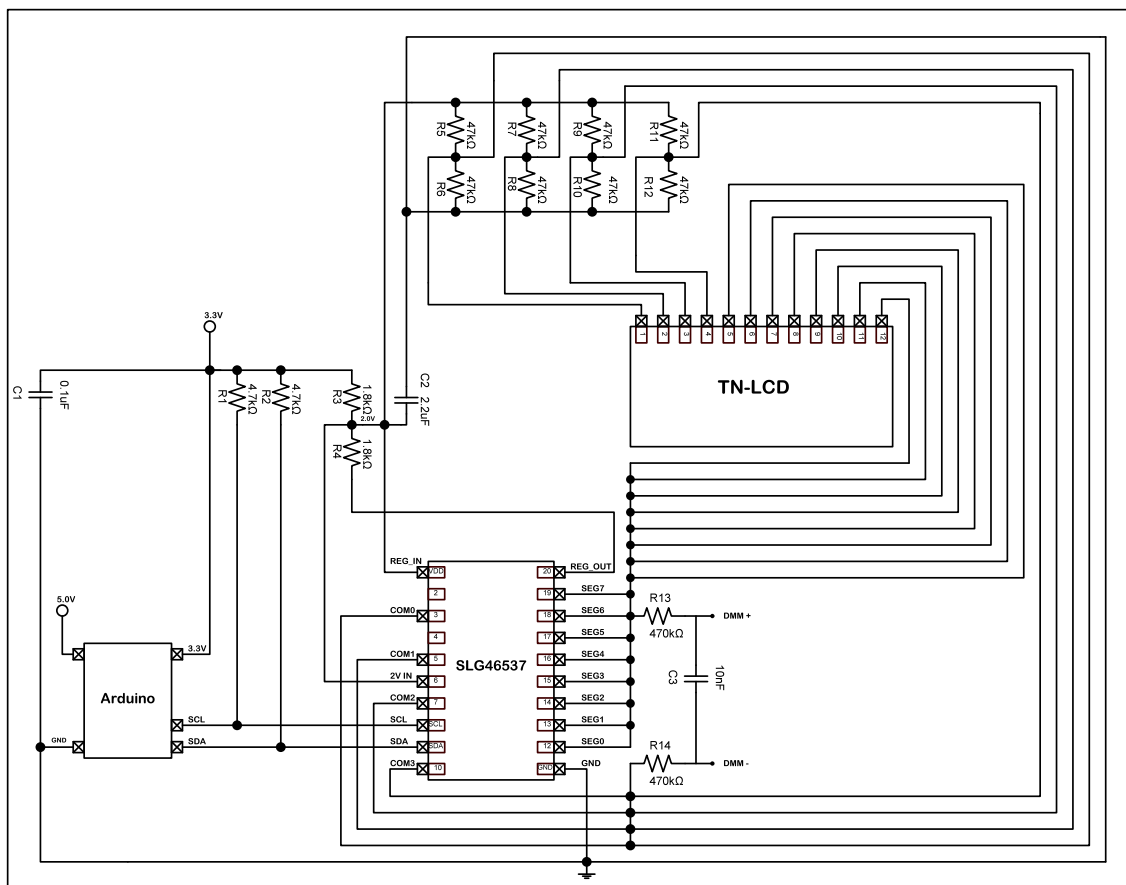 R5
47kΩ
R7
47kΩ
R9
47kΩ
R11
47kΩ
R6
47kΩ
R8
47kΩ
R10
47kΩ
R12
47kΩ
3.3V
1
2
3
4
5
6
7
8
9
10
11
12
TN-LCD
C1
0.1uF
R1
4.7kΩ
R2
4.7kΩ
R3
1.8kΩ
C2
2.2uF
2.0V
R4
1.8kΩ
REG_IN
VDD
20
REG_OUT
2
19
SEG7
COM0
3
18
SEG6
4
17
SEG5
COM1
5
16
SEG4
SLG46537
2V IN
6
15
SEG3
COM2
7
14
SEG2
SCL
SCL
13
SEG1
SDA
SDA
12
SEG0
COM3
10
GND
GND
5.0V
3.3V
Arduino
SCL
GND
SDA
R13
470kΩ
DMM +
C3
10nF
R14
470kΩ
DMM -